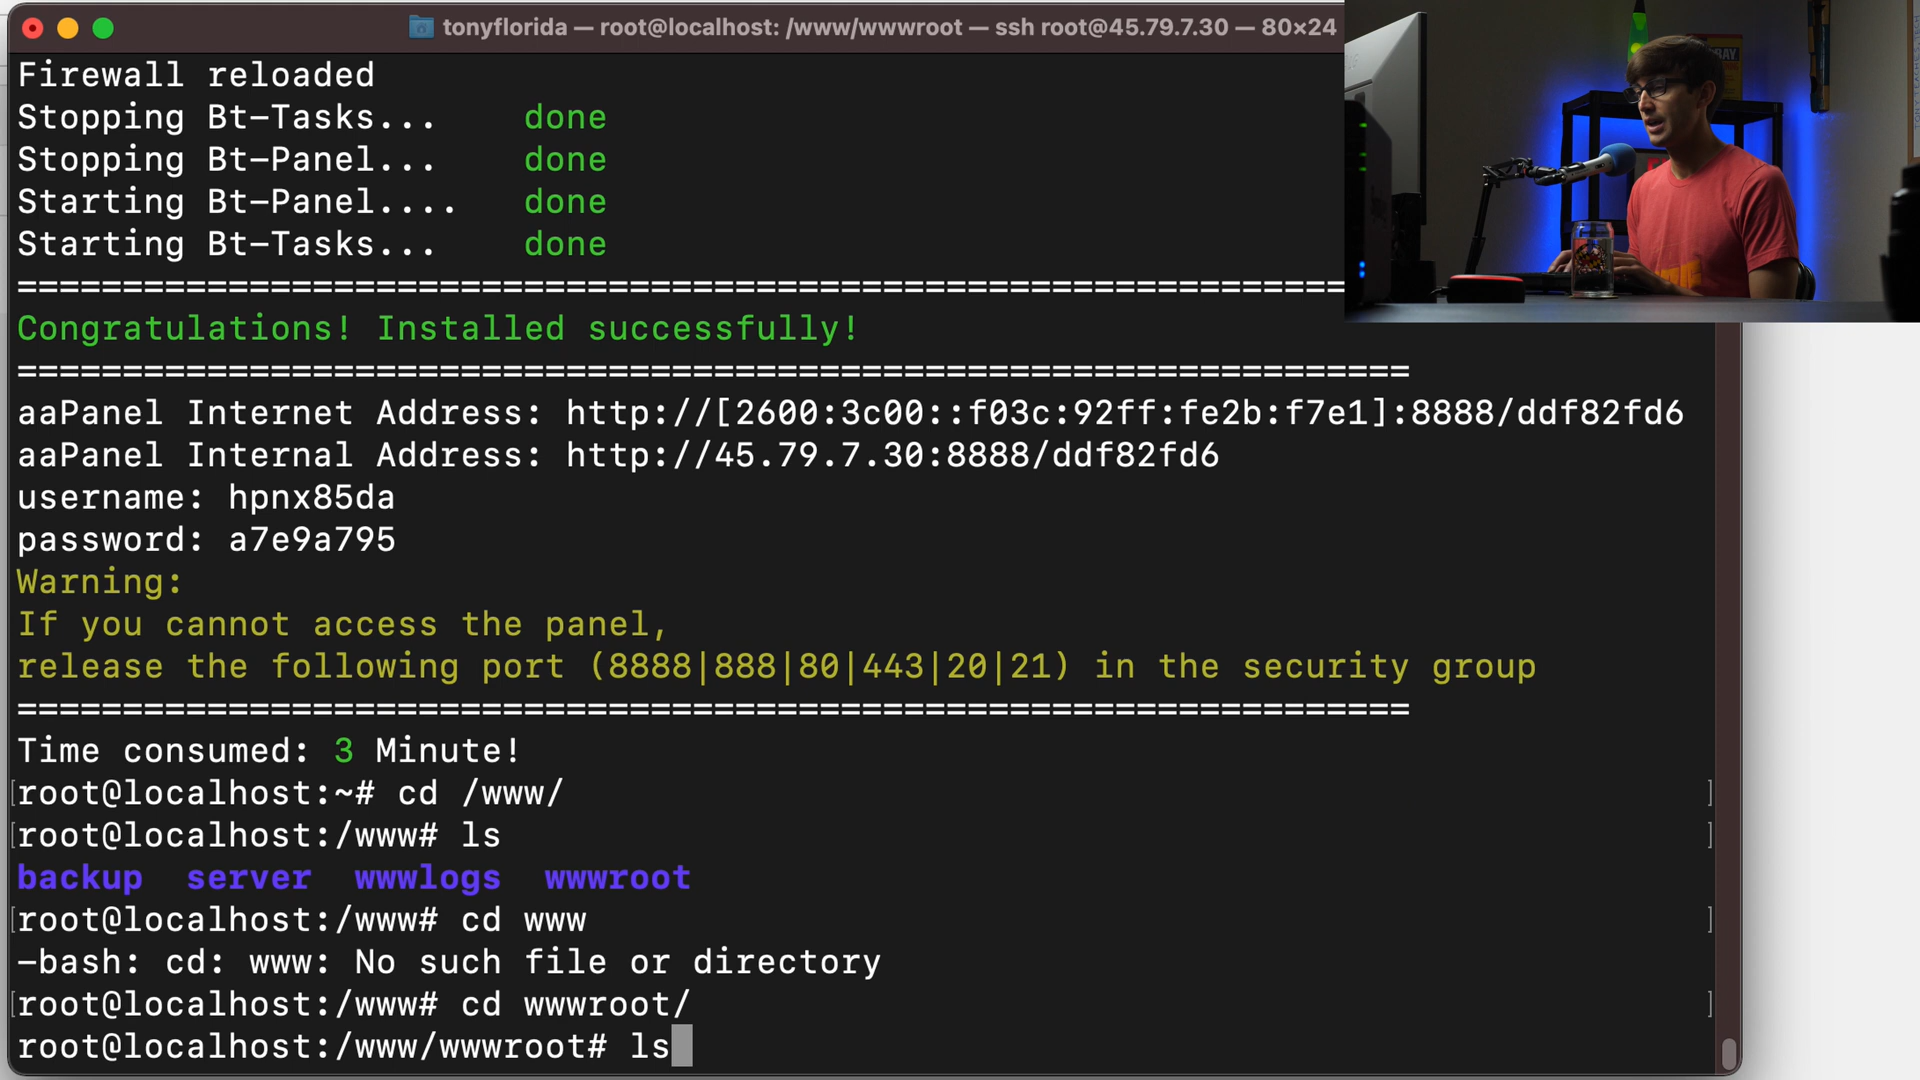 tonyflorida — root@localhost: /www/wwwroot — ssh root@45.79.7.30 — 80×24
Firewall reloaded
Stopping Bt-Tasks... done
Stopping Bt-Panel... done
Starting Bt-Panel.... done
Starting Bt-Tasks... done
==================================================================
Congratulations! Installed successfully!
==================================================================
aaPanel Internet Address: http://[2600:3c00::f03c:92ff:fe2b:f7e1]:8888/ddf82fd6
aaPanel Internal Address: http://45.79.7.30:8888/ddf82fd6
username: hpnx85da
password: a7e9a795
Warning:
If you cannot access the panel,
release the following port (8888|888|80|443|20|21) in the security group
==================================================================
Time consumed: 3 Minute!
[root@localhost:~# cd /www/ ]
[root@localhost:/www# ls ]
backup server wwwlogs wwwroot
[root@localhost:/www# cd www ]
-bash: cd: www: No such file or directory
[root@localhost:/www# cd wwwroot/ ]
root@localhost:/www/wwwroot# ls